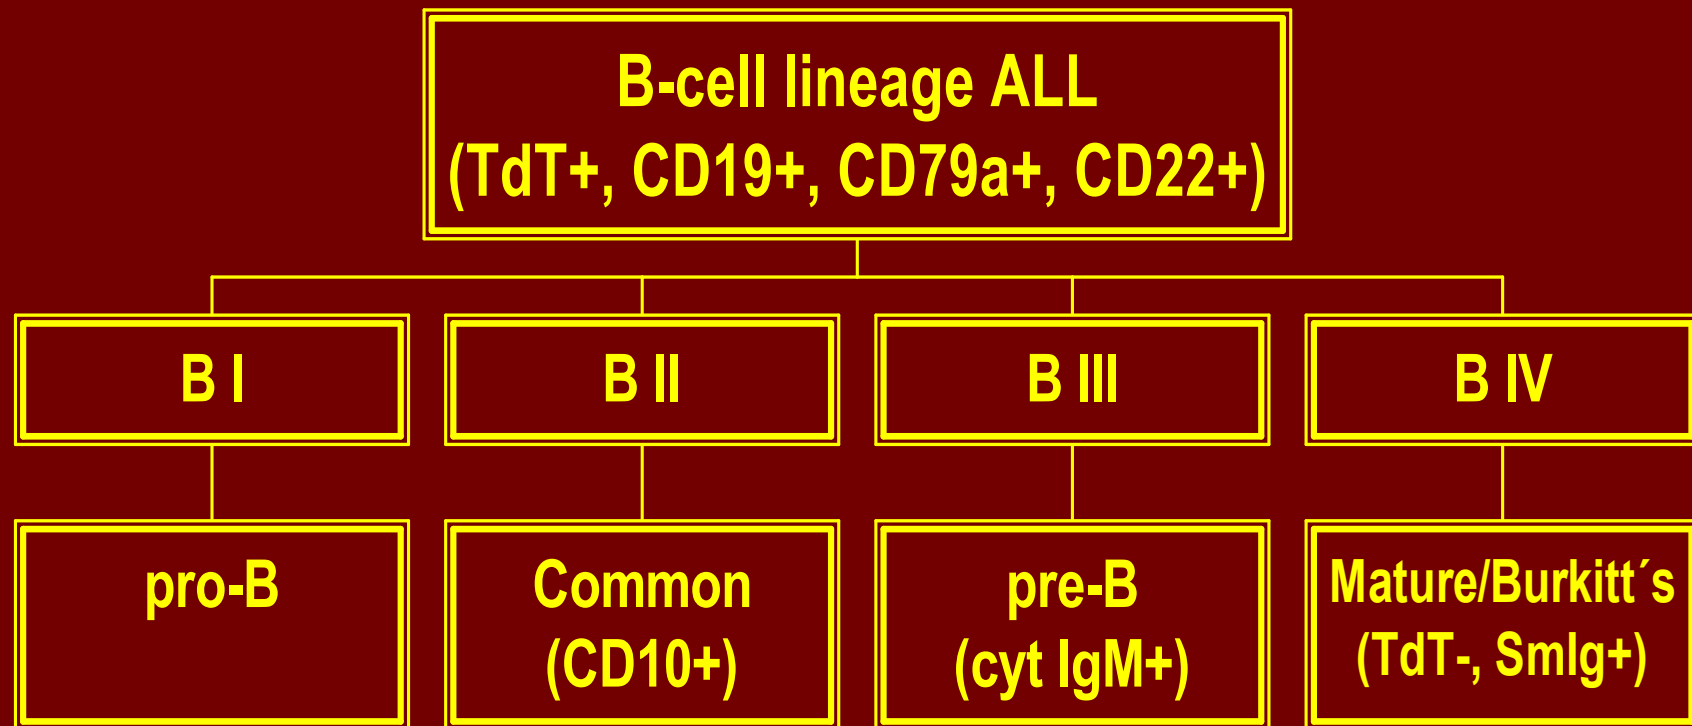 B-cell lineage ALL
(TdT+, CD19+, CD79a+, CD22+)
B I
B II
B III
B IV
pro-B
Common
(CD10+)
pre-B
(cyt IgM+)
Mature/Burkitt´s
(TdT-, SmIg+)